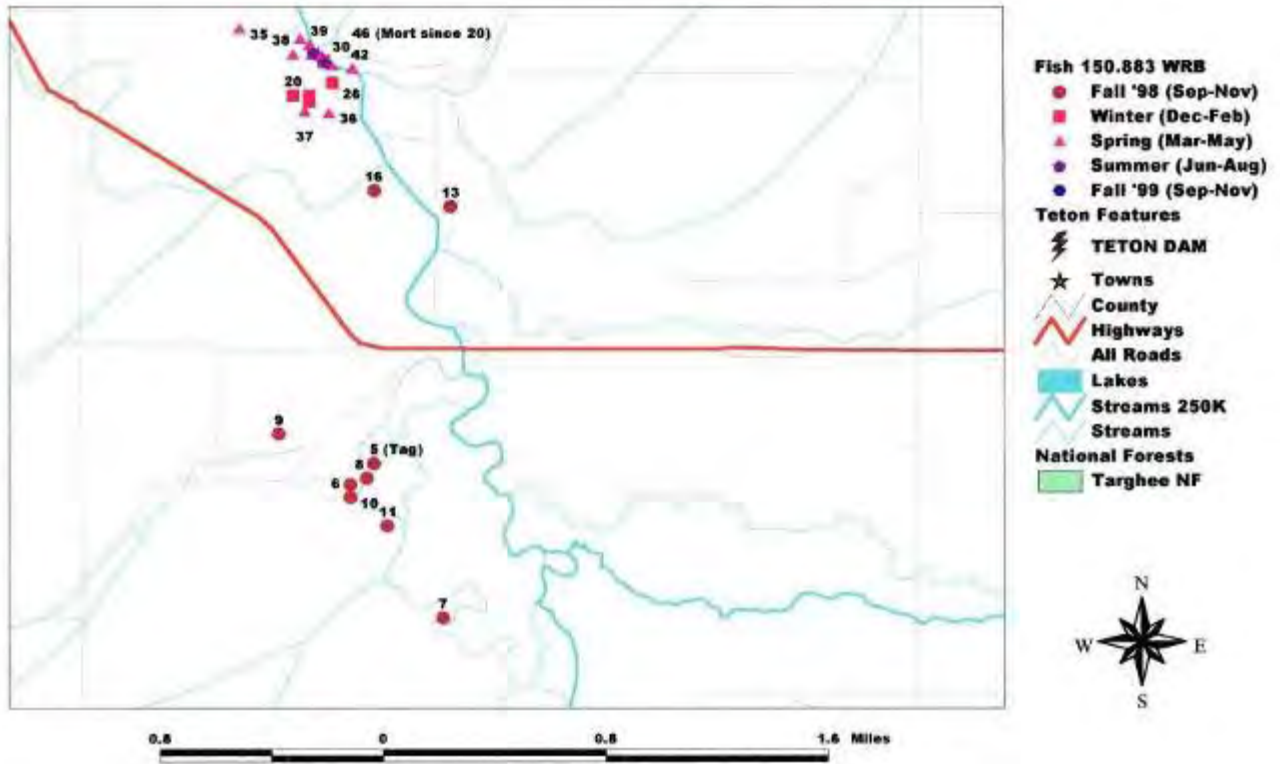 35
38
39
46 (Mort since 20)
30
42
20
26
37
36
16
13
9
5 (Tag)
8
6
10
11
7
Fish 150.883 WRB
Fall '98 (Sep-Nov)
Winter (Dec-Feb)
Spring (Mar-May)
Summer (Jun-Aug)
Fall '99 (Sep-Nov)
Teton Features
TETON DAM
Towns
County
Highways
All Roads
Lakes
Streams 250K
Streams
National Forests
Targhee NF
N
W E
S
0.8 0 0.8 1.6 Miles